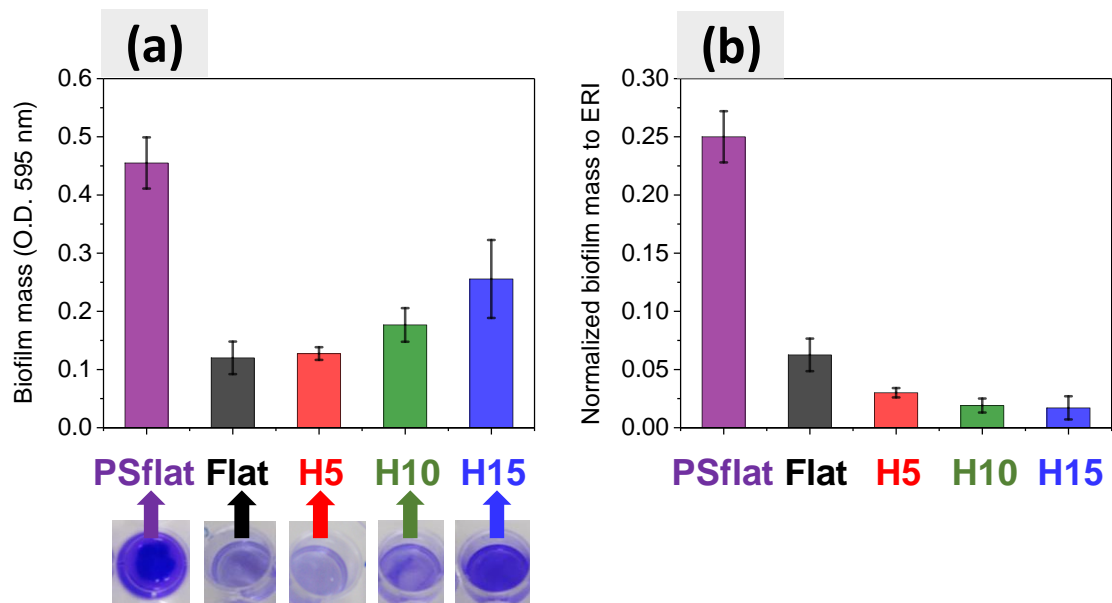 (a)
Biofilm mass (O.D. 595 nm)
0.6
0.5
0.4
0.3
0.2
0.1
0.0
PSflat Flat H5 H10 H15
(b)
Normalized biofilm mass to ERI
0.30
0.25
0.20
0.15
0.10
0.05
0.00
PSflat Flat H5 H10 H15